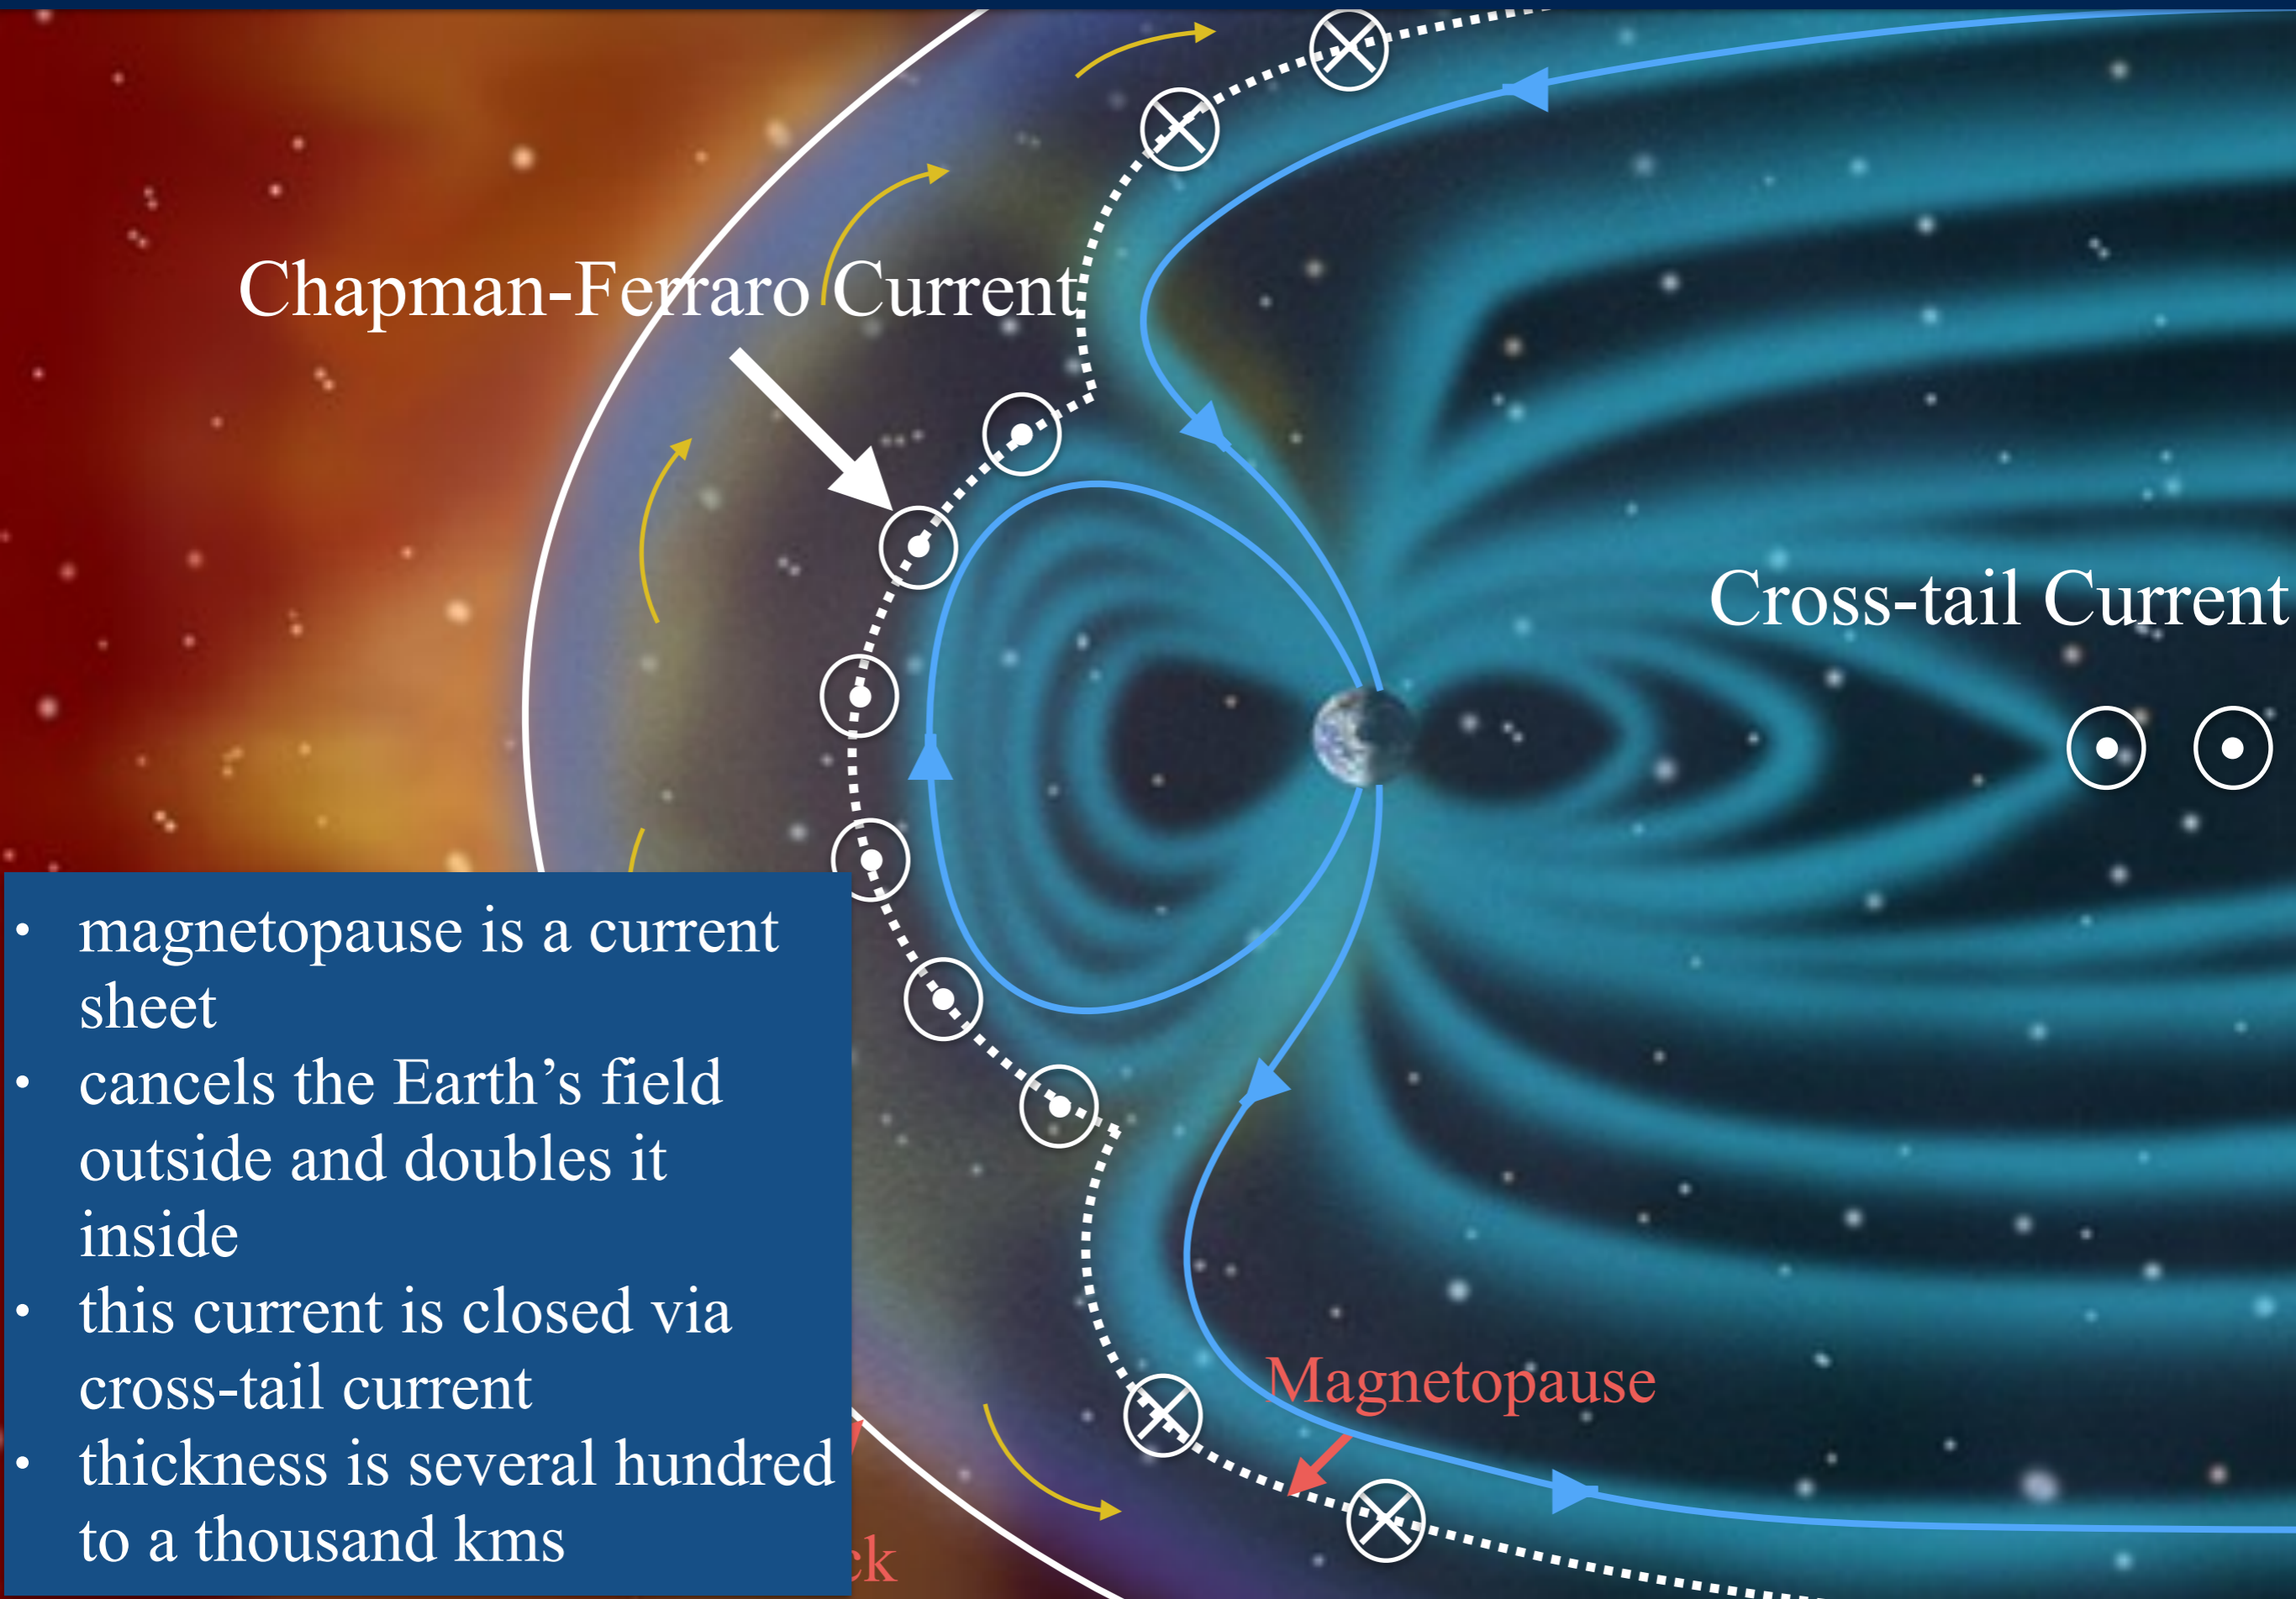 Chapman-Ferraro Current
Cross-tail Current
• magnetopause is a current
sheet
• cancels the Earth’s field
outside and doubles it
inside
• this current is closed via
cross-tail current
• thickness is several hundred
to a thousand kms
Magnetopause